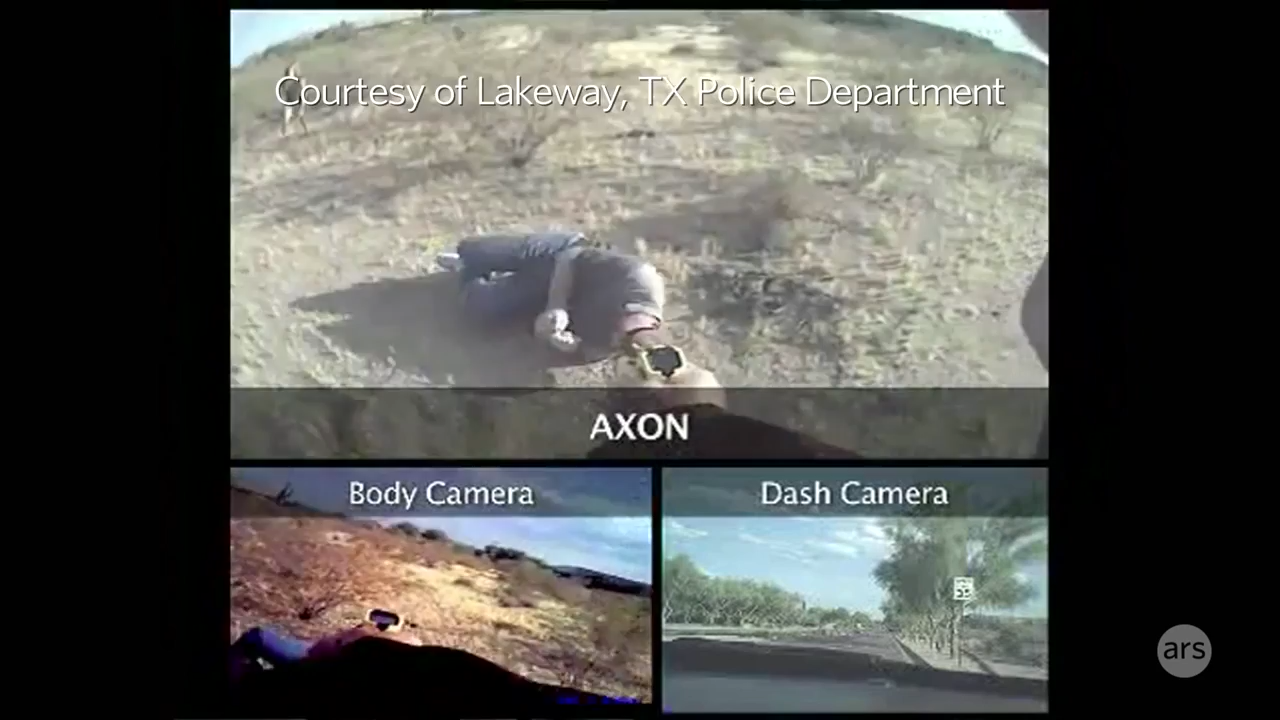 Courtesy of Lakeway, TX Police Department
AXON
Body Camera
Dash Camera
ars